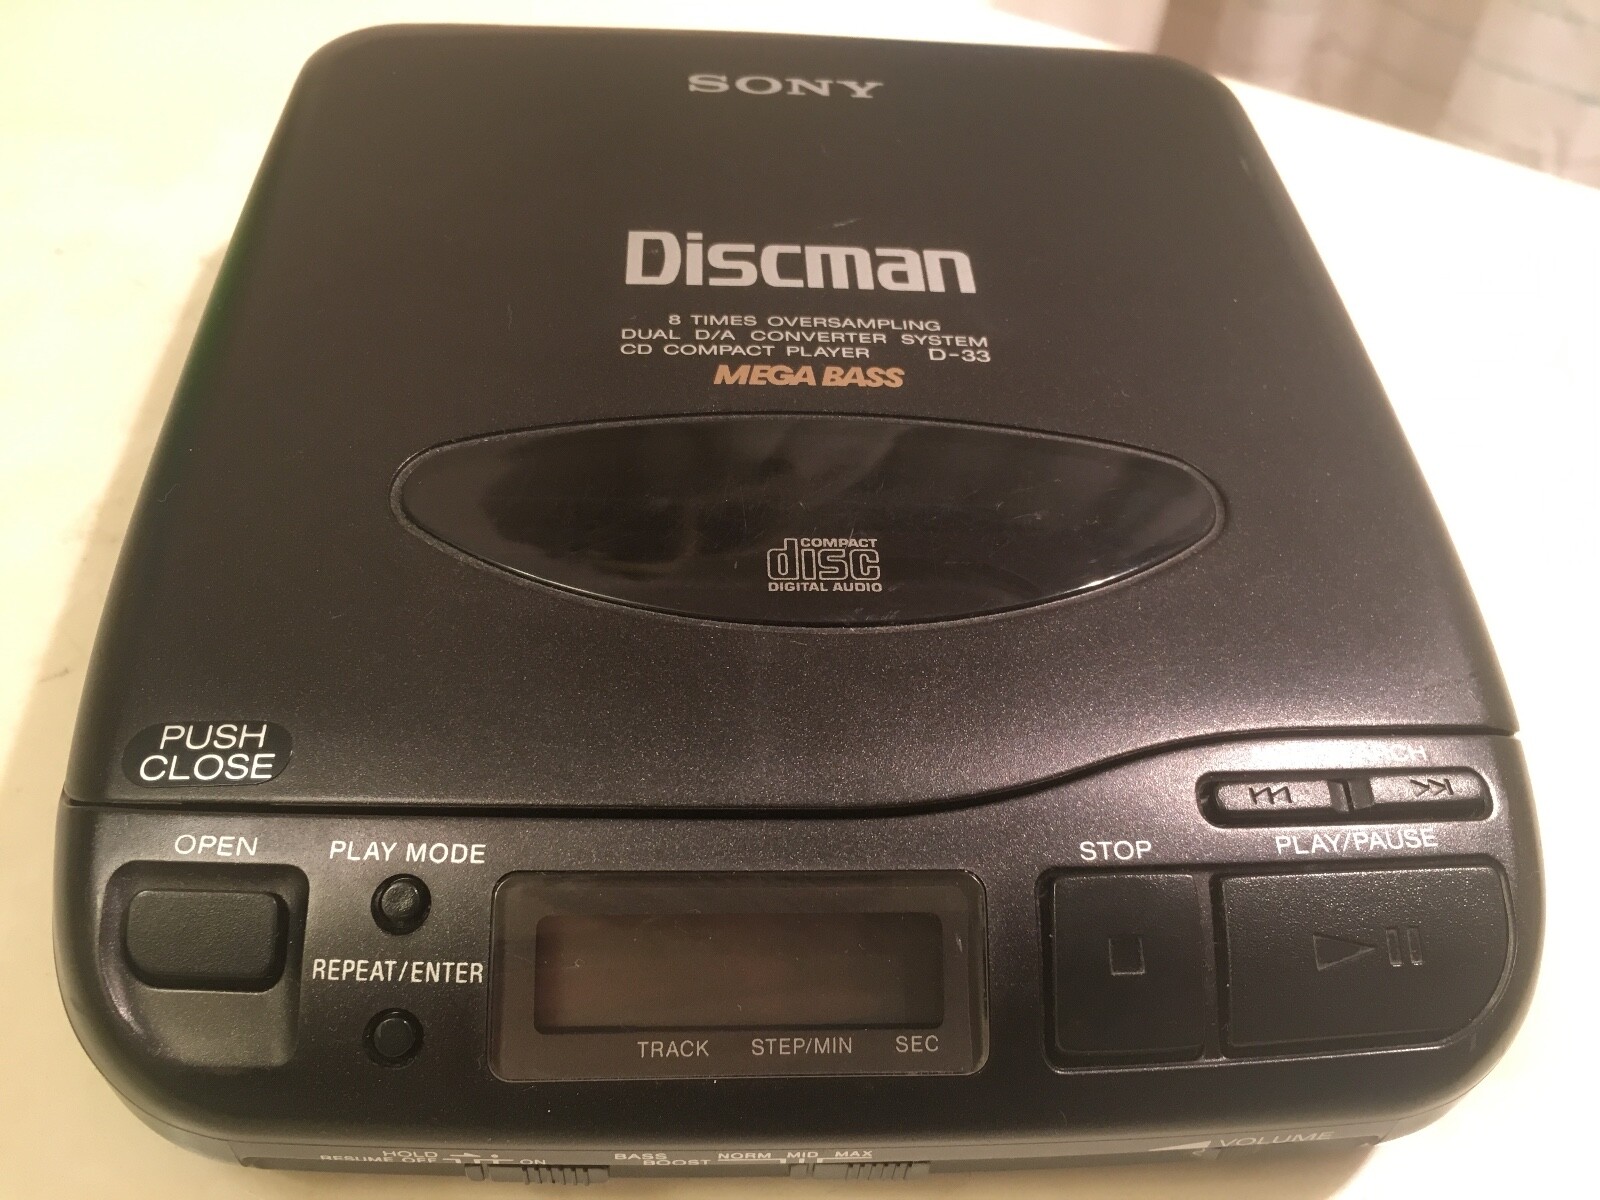 SONY
Discman
8 TIMES OVERSAMPLING
DUAL D/A CONVERTER SYSTEM
CD COMPACT PLAYER D-33
MEGA BASS
COMPACT
disc
DIGITAL AUDIO
PUSH
CLOSE
OPEN
PLAY MODE
REPEAT/ENTER
TRACK STEP/MIN SEC
STOP
PLAY/PAUSE
VOLUME
HOLD
RESUME OFF ON
BASS
BOOST NORM MID MAX